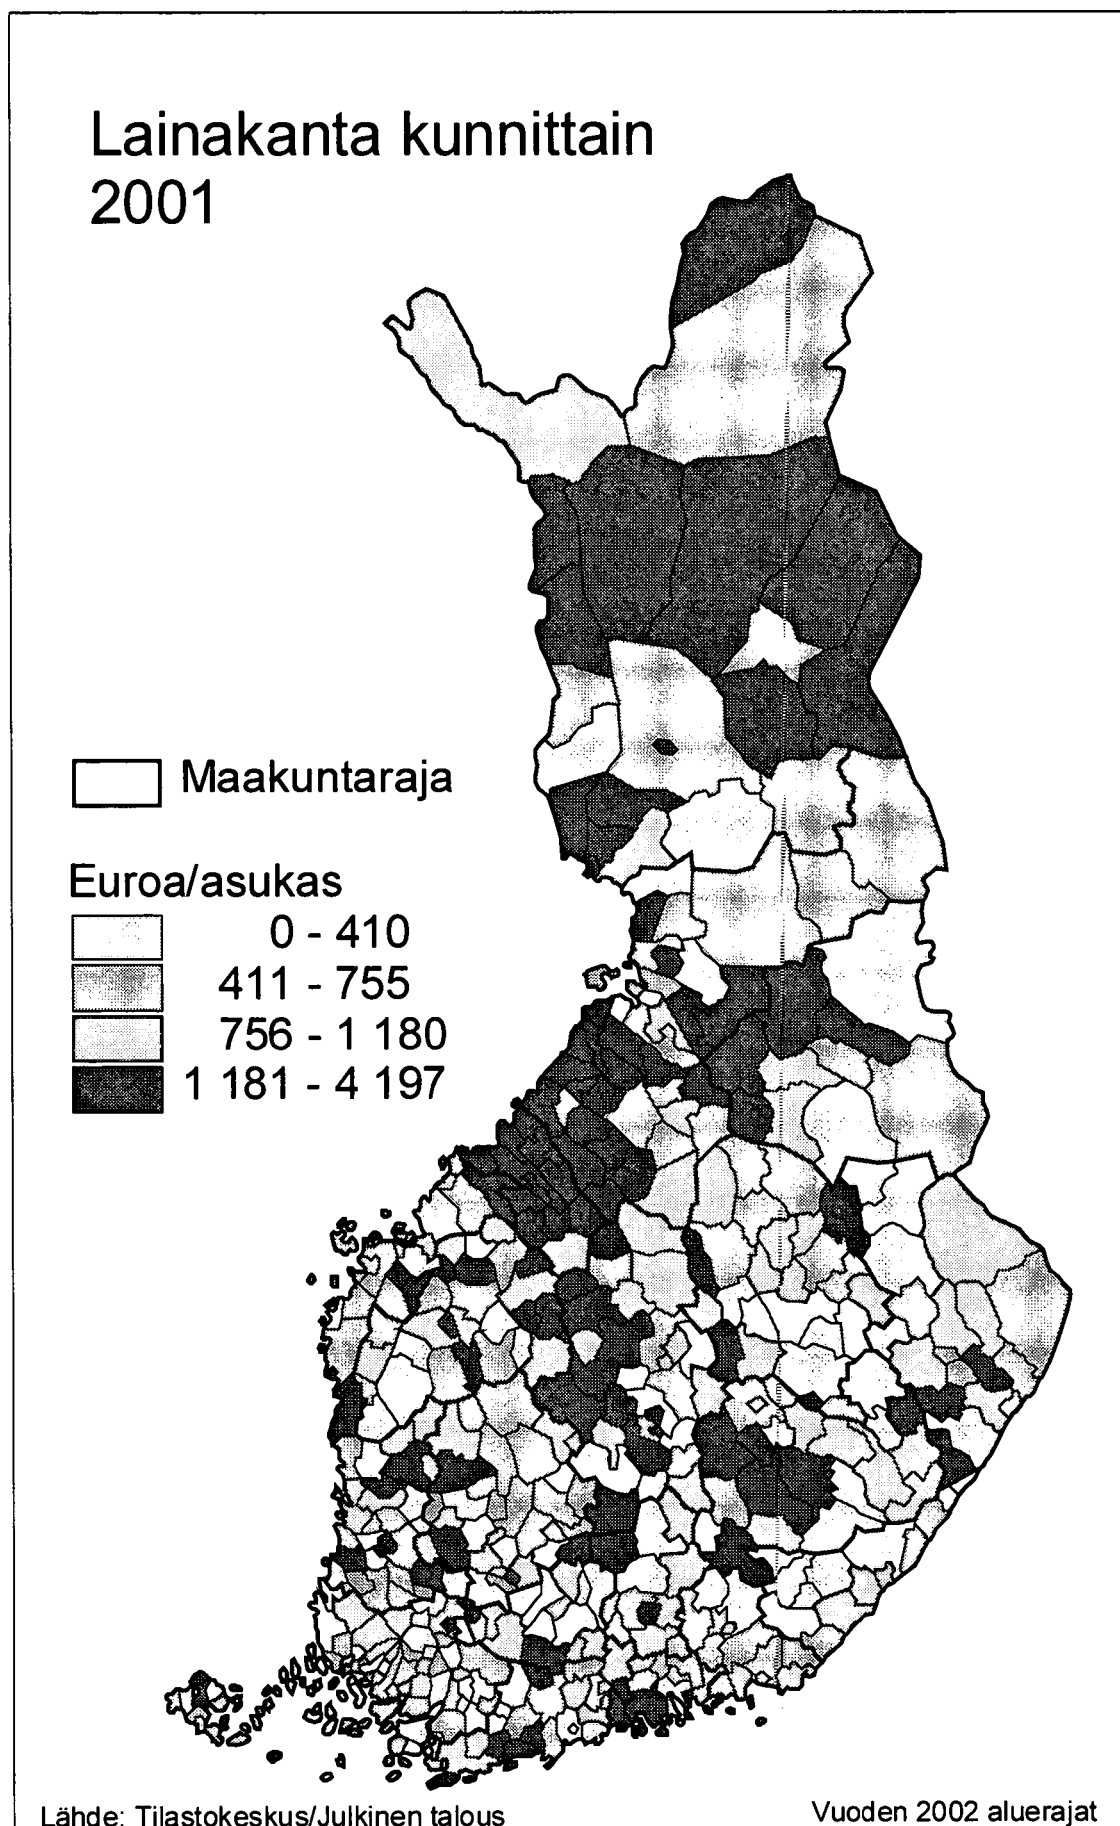 Lainakanta kunnittain
2001
Maakuntaraja
Euroa/asukas
0 - 410
411 - 755
756 - 1 180
1 181 - 4 197
Lähde: Tilastokeskus/Julkinen talous
Vuoden 2002 aluerajat